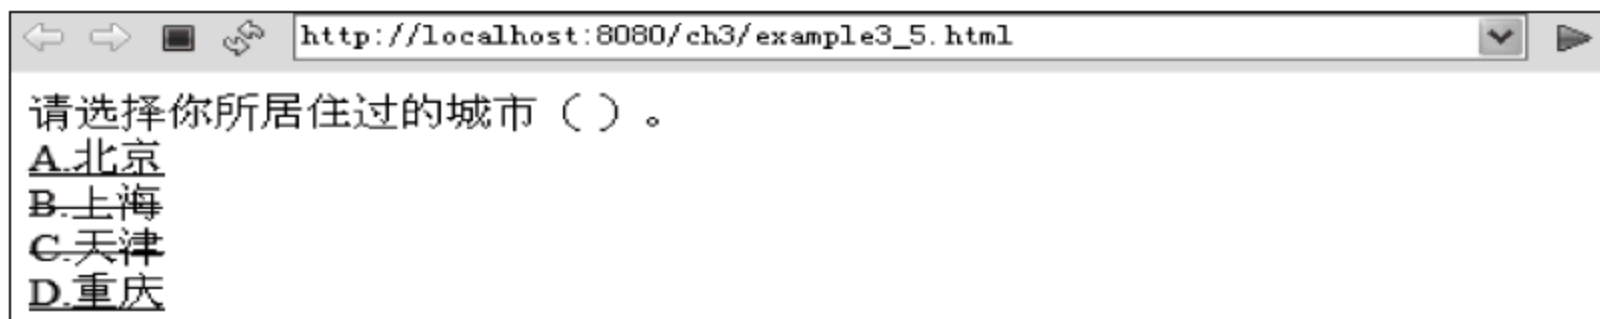 http://localhost:8080/ch3/example3_5.html
请选择你所居住过的城市（ ）。
A.北京
B.上海
C.天津
D.重庆